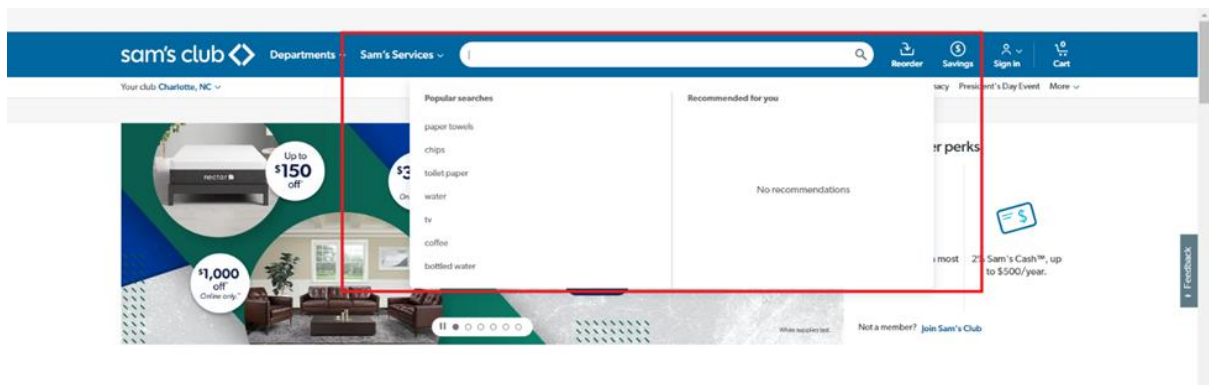 sam's club Departments Sam's Services Reorder Savings Sign in 0 Cart
Your club Charlotte, NC President's Day Event More
Popular searches Recommended for you
paper towels
chips
toilet paper
water
tv
coffee
bottled water
No recommendations
Up to
$150
off
nectar
$1,000
off
Online only.
perks
most 2% Sam's Cash™, up
to $500/year.
While supplies last.
Not a member? Join Sam's Club
Feedback